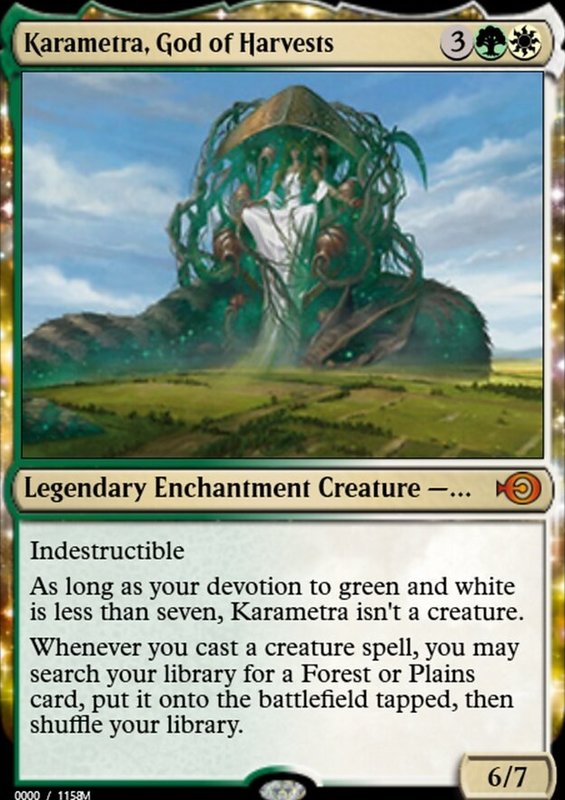 Karametra, God of Harvests 3
Legendary Enchantment Creature —...
Indestructible
As long as your devotion to green and white
is less than seven, Karametra isn't a creature.
Whenever you cast a creature spell, you may
search your library for a Forest or Plains
card, put it onto the battlefield tapped, then
shuffle your library.
6/7
0000 / 1158M